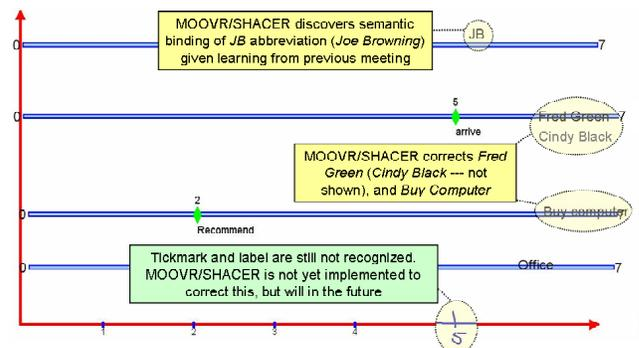 MOOVR/SHACER discovers semantic
binding of JB abbreviation (Joe Browning)
given learning from previous meeting
JB
0
7
0
5
arrive
Fred Green
7
Cindy Black
MOOVR/SHACER corrects Fred
Green (Cindy Black --- not
shown), and Buy Computer
0
2
Recommend
Buy computer
7
Tickmark and label are still not recognized.
MOOVR/SHACER is not yet implemented to
correct this, but will in the future
0
Office
7
1
2
3
4
5